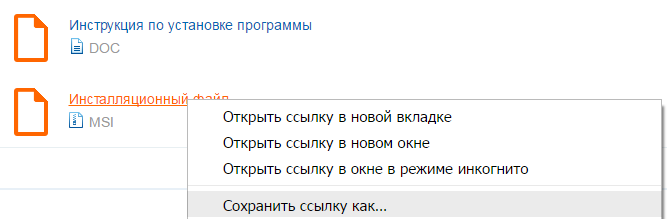 Инструкция по установке программы
DOC
Инсталляционный файл
MSI
Открыть ссылку в новой вкладке
Открыть ссылку в новом окне
Открыть ссылку в окне в режиме инкогнито
Сохранить ссылку как...